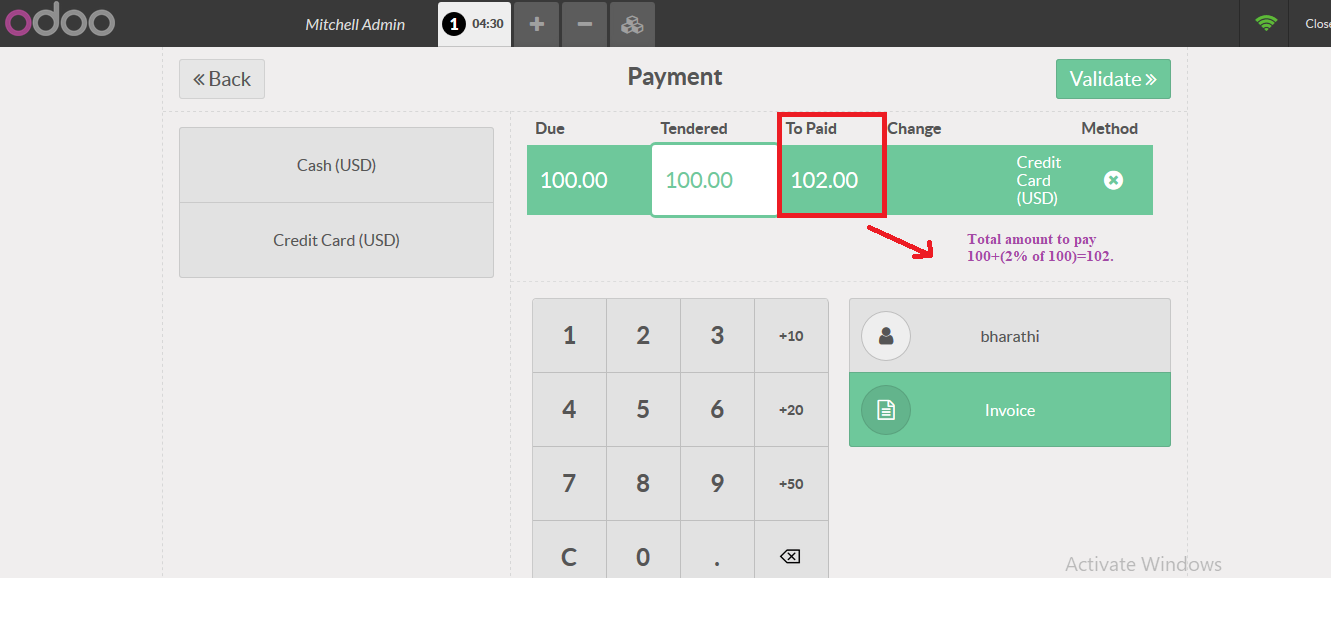 odoo
Mitchell Admin
1 04:30
Close
Back
Payment
Validate
Cash (USD)
Credit Card (USD)
Due Tendered To Paid Change Method
100.00 100.00 102.00 Credit
Card
(USD)
Total amount to pay
100+(2% of 100)=102.
1 2 3 +10
4 5 6 +20
7 8 9 +50
C 0 .
bharathi
Invoice
Activate Windows